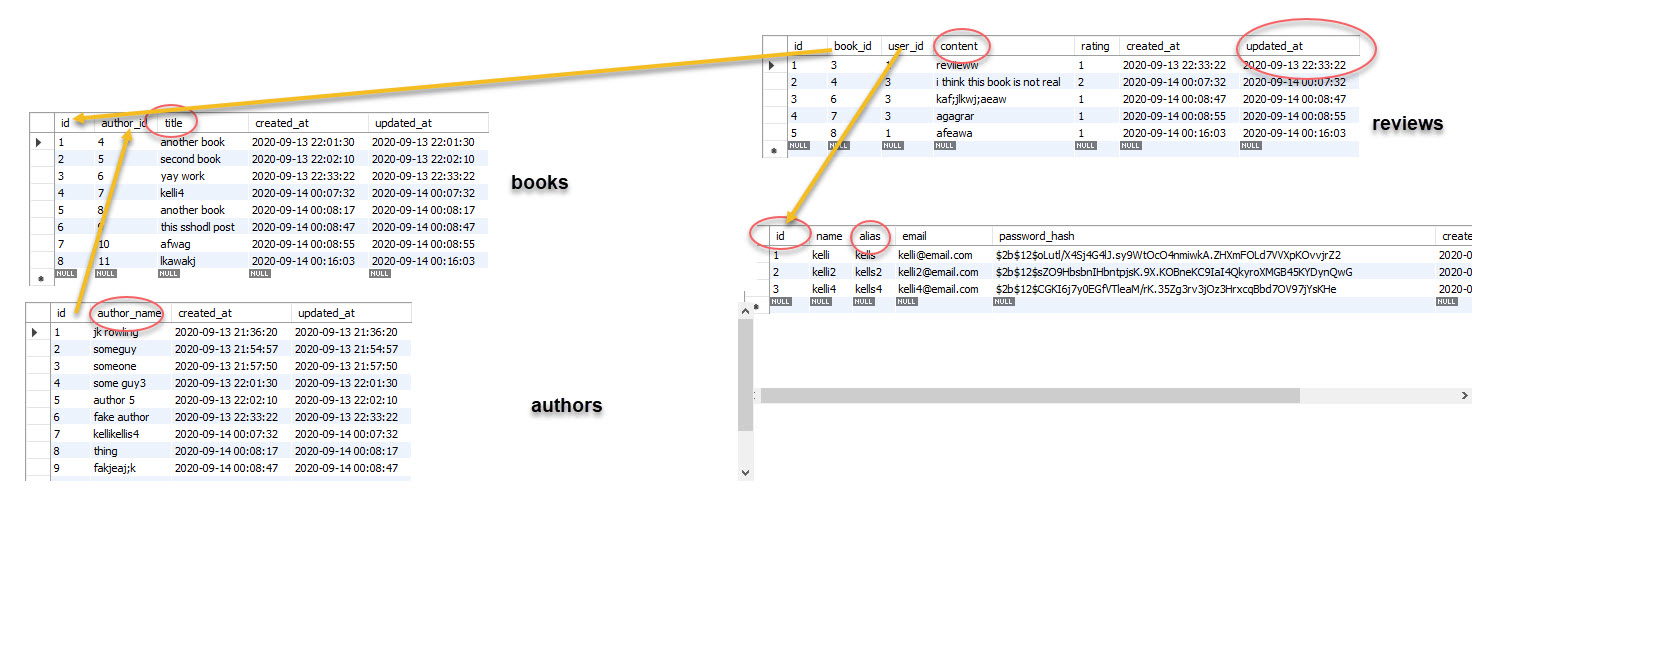 id book_id user_id content rating created_at updated_at
1 3 1 revlieww 1 2020-09-13 22:33:22 2020-09-13 22:33:22
2 4 3 i think this book is not real 2 2020-09-14 00:07:32 2020-09-14 00:07:32
3 6 3 kaf;jlkwj;aeaw 1 2020-09-14 00:08:47 2020-09-14 00:08:47
4 7 3 agagrar 1 2020-09-14 00:08:55 2020-09-14 00:08:55
5 8 1 afeawa 1 2020-09-14 00:16:03 2020-09-14 00:16:03
NULL NULL NULL NULL NULL NULL NULL
reviews
id author_id title created_at updated_at
1 4 another book 2020-09-13 22:01:30 2020-09-13 22:01:30
2 5 second book 2020-09-13 22:02:10 2020-09-13 22:02:10
3 6 yay work 2020-09-13 22:33:22 2020-09-13 22:33:22
4 7 kelli4 2020-09-14 00:07:32 2020-09-14 00:07:32
5 8 another book 2020-09-14 00:08:17 2020-09-14 00:08:17
6 this sshodl post 2020-09-14 00:08:47 2020-09-14 00:08:47
7 10 afwag 2020-09-14 00:08:55 2020-09-14 00:08:55
8 11 lkawakj 2020-09-14 00:16:03 2020-09-14 00:16:03
NULL NULL NULL NULL NULL
books
id name alias email password_hash create
1 kelli kells kelli@email.com
2 kelli2 kells2 kelli2@email.com 2020-0
3 kelli4 kells4 kelli4@email.com 2020-0
NULL NULL NULL NULL NULL NULL
id author_name created_at updated_at
1 jk rowling 2020-09-13 21:36:20 2020-09-13 21:36:20
2 someguy 2020-09-13 21:54:57 2020-09-13 21:54:57
3 someone 2020-09-13 21:57:50 2020-09-13 21:57:50
4 some guy3 2020-09-13 22:01:30 2020-09-13 22:01:30
5 author 5 2020-09-13 22:02:10 2020-09-13 22:02:10
6 fake author 2020-09-13 22:33:22 2020-09-13 22:33:22
7 kellikellis4 2020-09-14 00:07:32 2020-09-14 00:07:32
8 thing 2020-09-14 00:08:17 2020-09-14 00:08:17
9 fakjeaj;k 2020-09-14 00:08:47 2020-09-14 00:08:47
authors